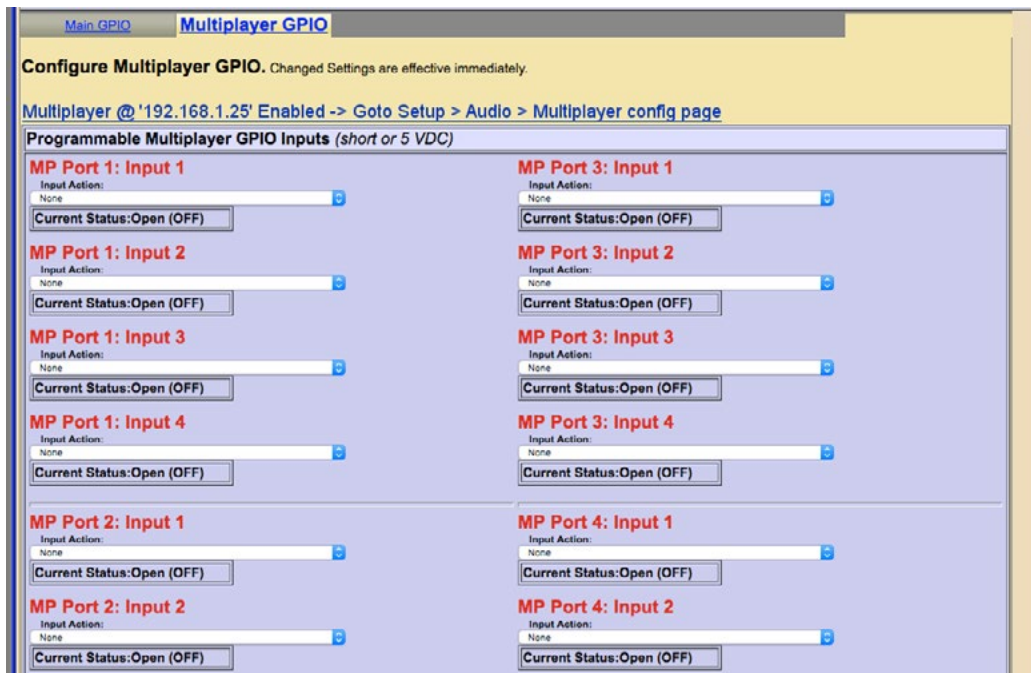 Main GPIO
Multiplayer GPIO
Configure Multiplayer GPIO. Changed Settings are effective immediately.
Multiplayer @ '192.168.1.25' Enabled -> Goto Setup > Audio > Multiplayer config page
Programmable Multiplayer GPIO Inputs (short or 5 VDC)
MP Port 1: Input 1
Input Action:
None
Current Status:Open (OFF)
MP Port 1: Input 2
Input Action:
None
Current Status:Open (OFF)
MP Port 1: Input 3
Input Action:
None
Current Status:Open (OFF)
MP Port 1: Input 4
Input Action:
None
Current Status:Open (OFF)
MP Port 2: Input 1
Input Action:
None
Current Status:Open (OFF)
MP Port 2: Input 2
Input Action:
None
Current Status:Open (OFF)
MP Port 3: Input 1
Input Action:
None
Current Status:Open (OFF)
MP Port 3: Input 2
Input Action:
None
Current Status:Open (OFF)
MP Port 3: Input 3
Input Action:
None
Current Status:Open (OFF)
MP Port 3: Input 4
Input Action:
None
Current Status:Open (OFF)
MP Port 4: Input 1
Input Action:
None
Current Status:Open (OFF)
MP Port 4: Input 2
Input Action:
None
Current Status:Open (OFF)